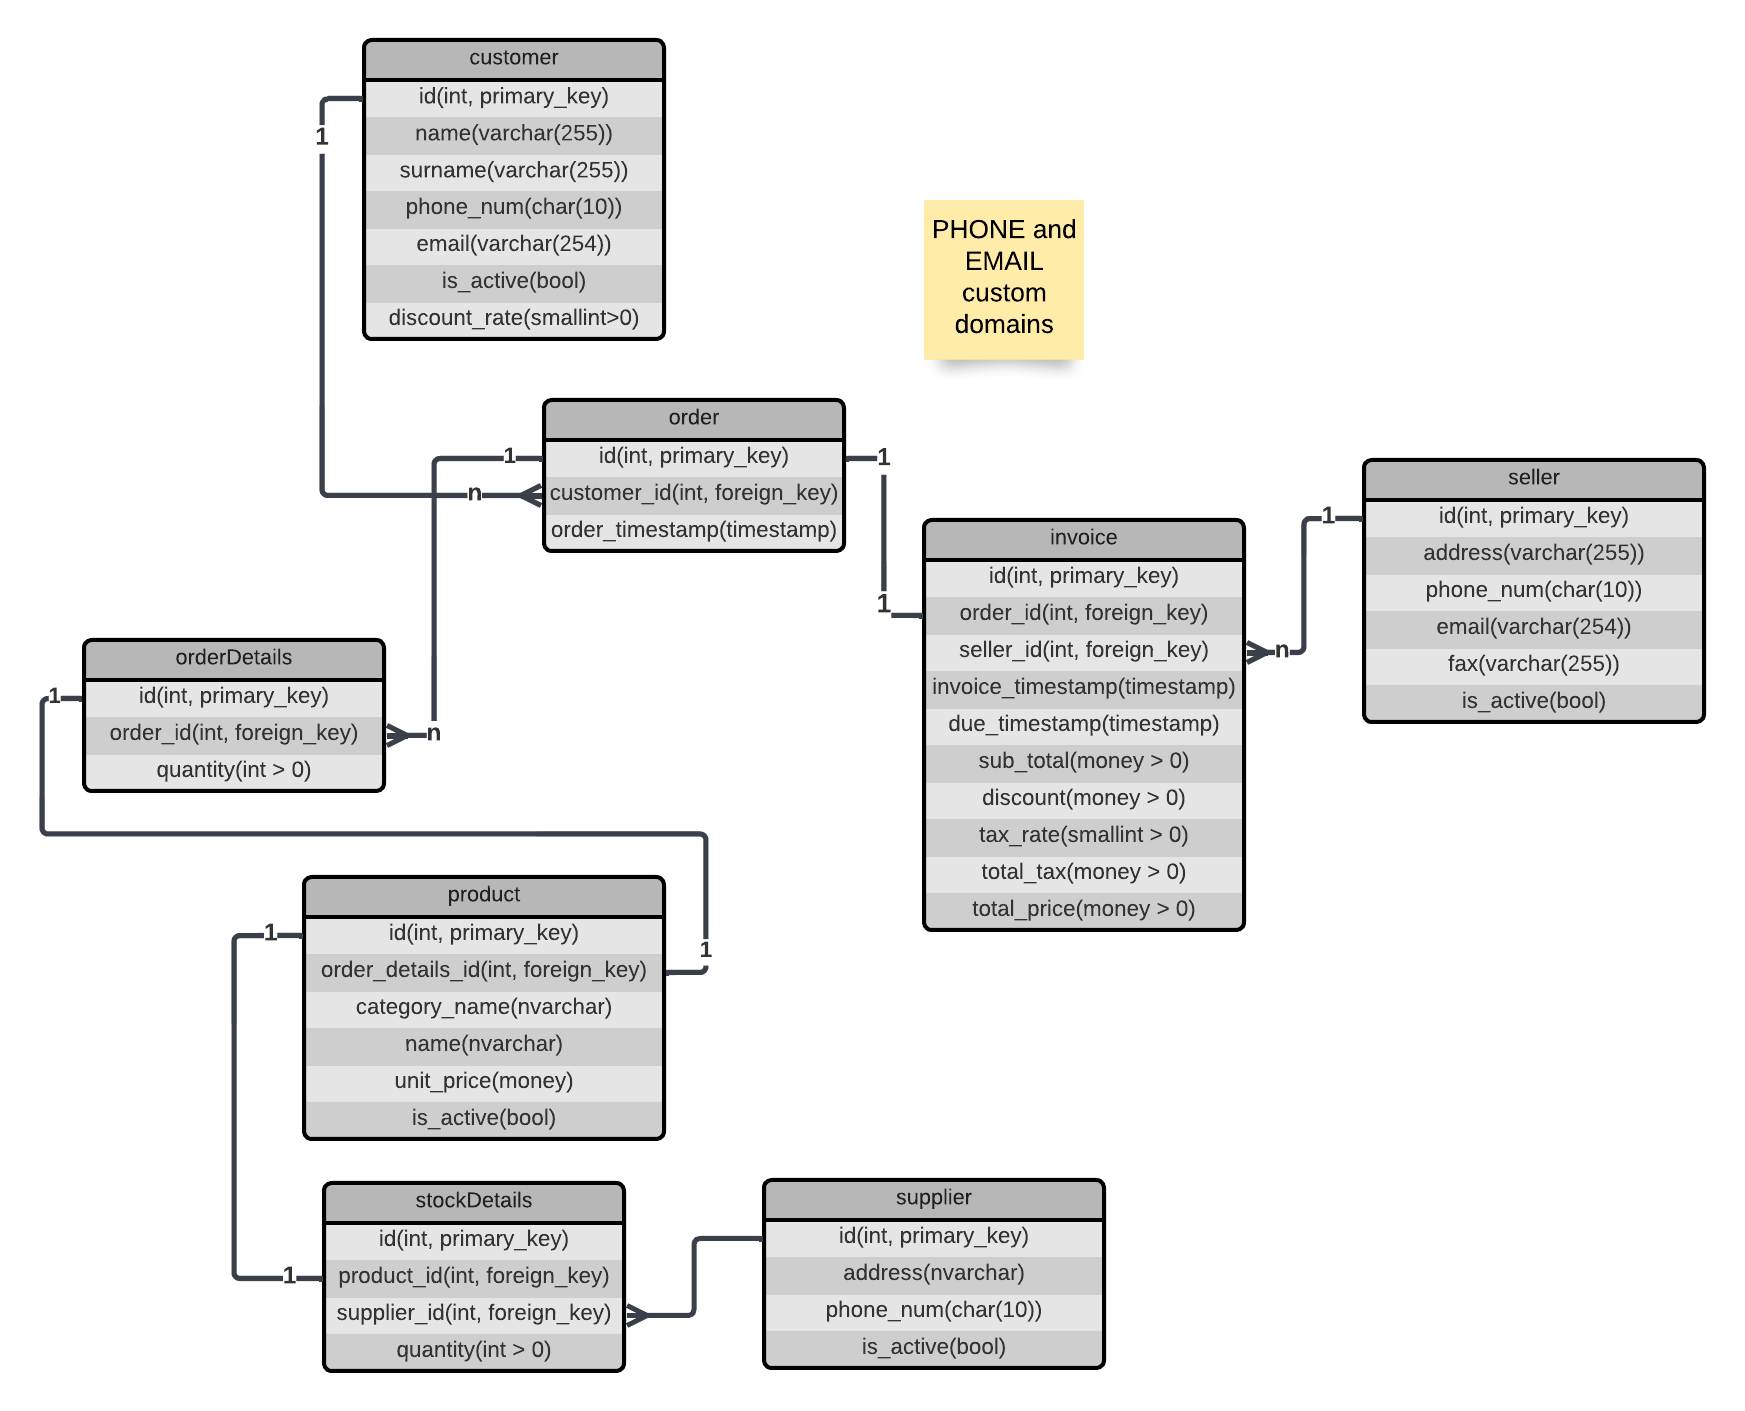 customer
id(int, primary_key)
name(varchar(255))
surname(varchar(255))
phone_num(char(10))
email(varchar(254))
is_active(bool)
discount_rate(smallint>0)
1
n
PHONE and
EMAIL
custom
domains
order
id(int, primary_key)
customer_id(int, foreign_key)
order_timestamp(timestamp)
1
n
1
1
invoice
id(int, primary_key)
order_id(int, foreign_key)
seller_id(int, foreign_key)
invoice_timestamp(timestamp)
due_timestamp(timestamp)
sub_total(money > 0)
discount(money > 0)
tax_rate(smallint > 0)
total_tax(money > 0)
total_price(money > 0)
n
1
seller
id(int, primary_key)
address(varchar(255))
phone_num(char(10))
email(varchar(254))
fax(varchar(255))
is_active(bool)
orderDetails
id(int, primary_key)
order_id(int, foreign_key)
quantity(int > 0)
1
1
product
id(int, primary_key)
order_details_id(int, foreign_key)
category_name(nvarchar)
name(nvarchar)
unit_price(money)
is_active(bool)
1
1
stockDetails
id(int, primary_key)
product_id(int, foreign_key)
supplier_id(int, foreign_key)
quantity(int > 0)
supplier
id(int, primary_key)
address(nvarchar)
phone_num(char(10))
is_active(bool)